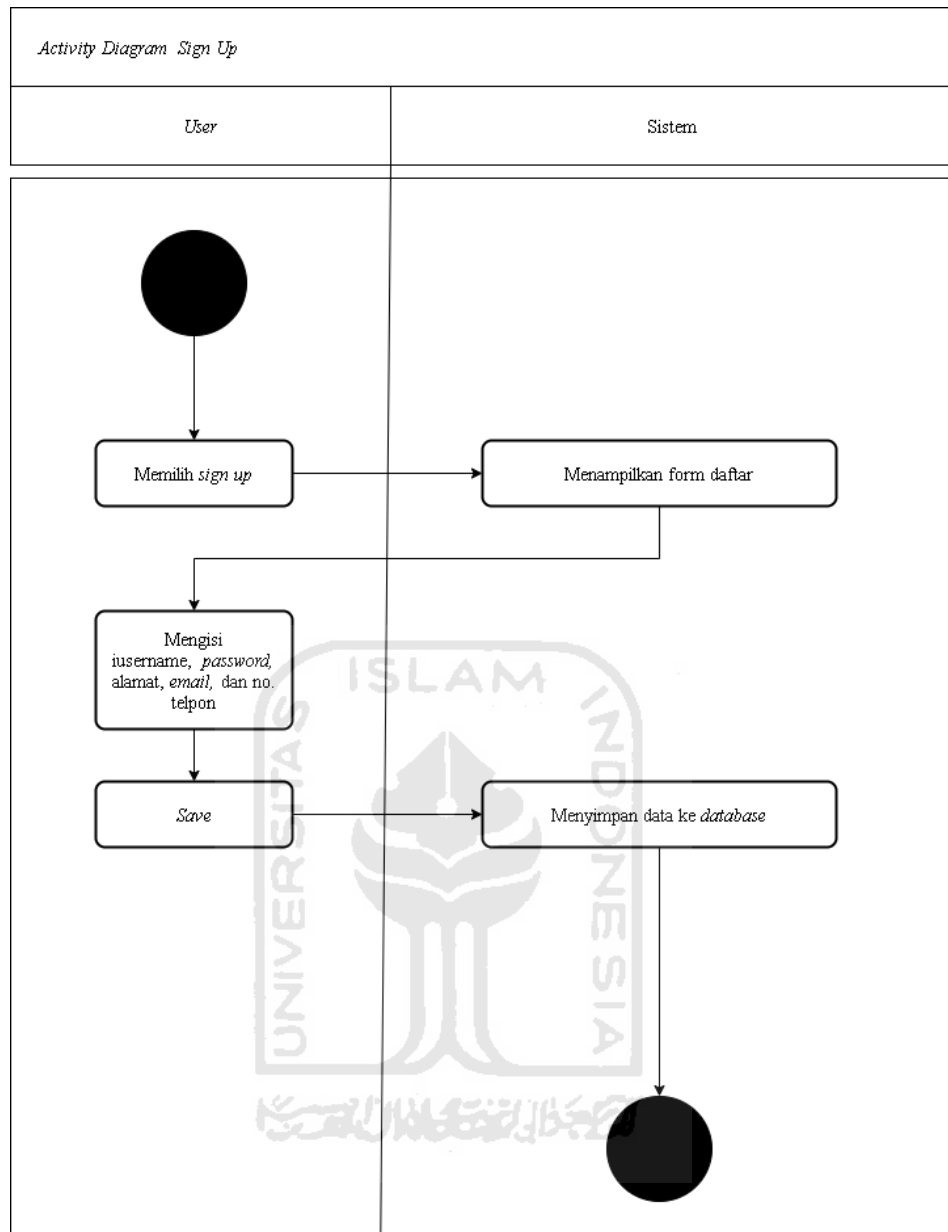 Activity Diagram Sign Up
User
Sistem
Memilih sign up
Menampilkan form daftar
Mengisi
iusername, password,
alamat, email, dan no.
telpon
Save
Menyimpan data ke database
UNIVERSITAS
ISLAM
INDONESIA